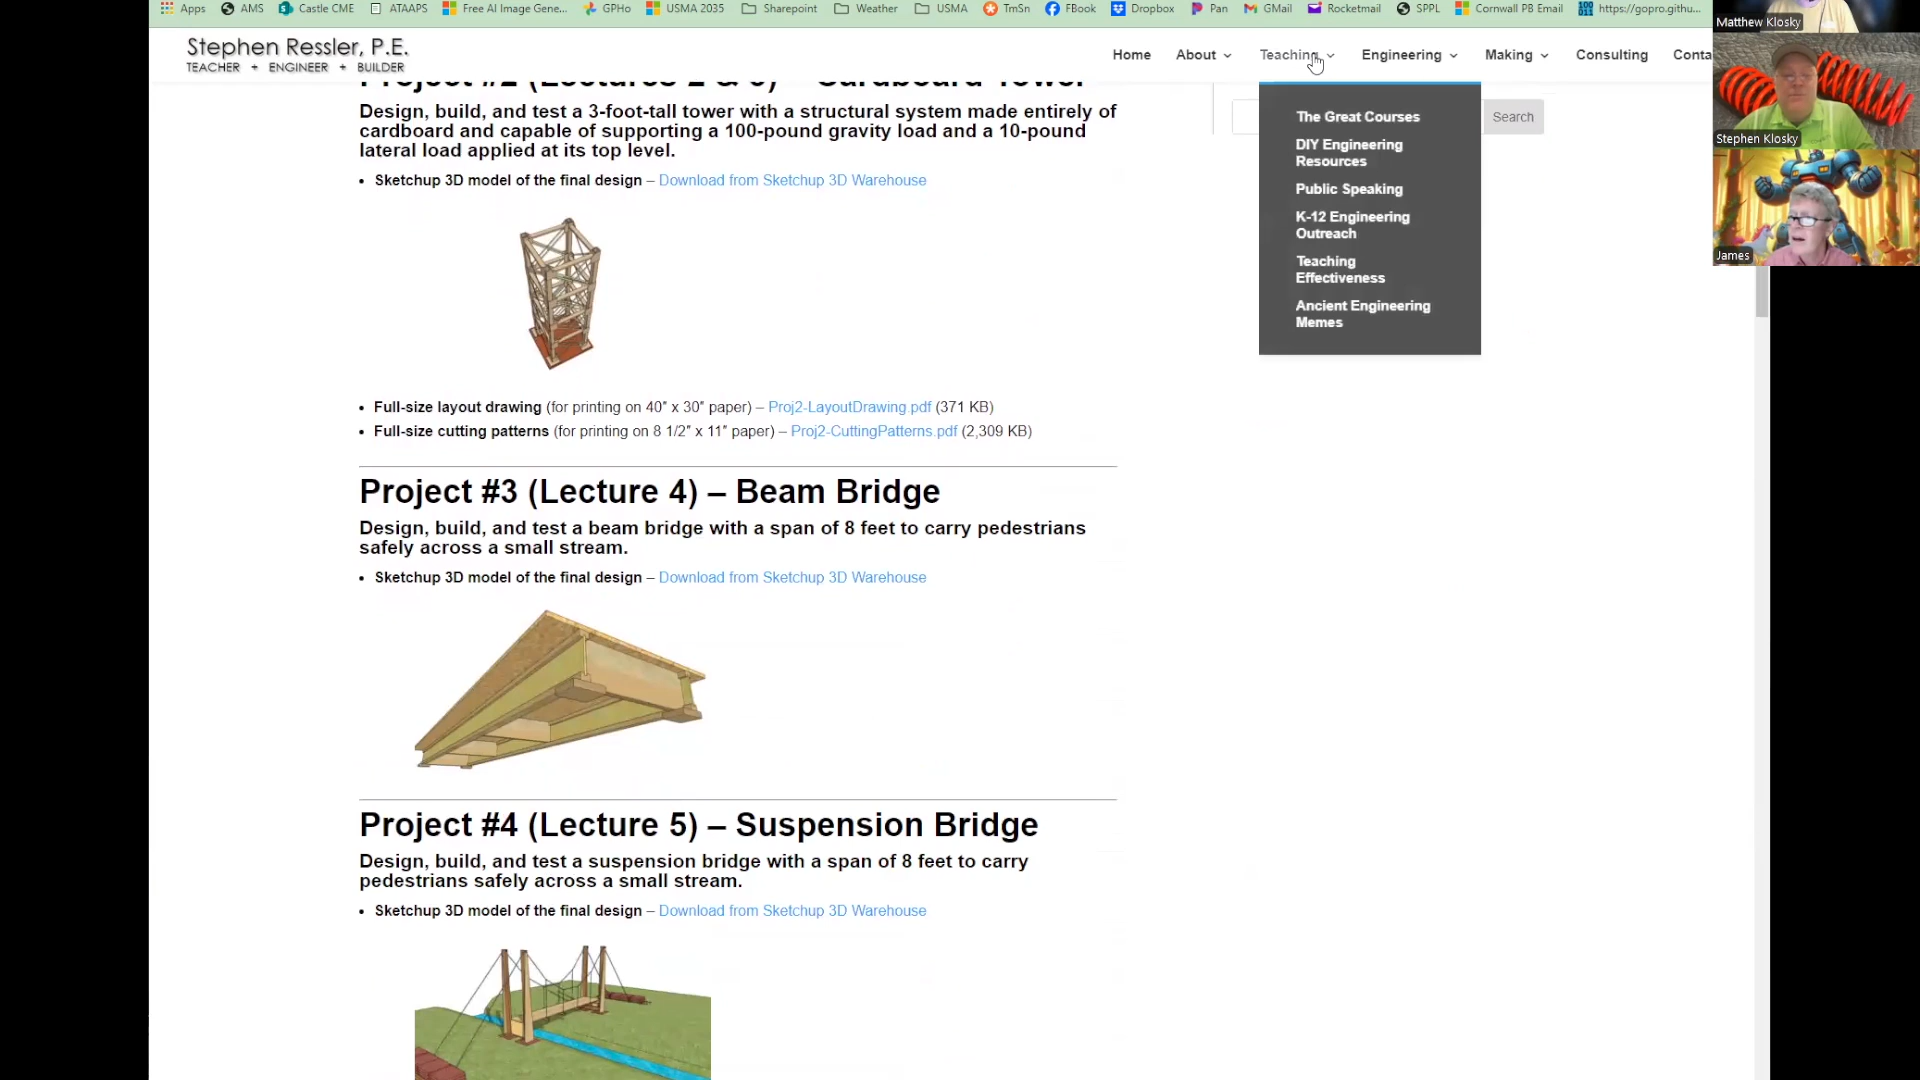 Apps AMS Castle CME ATAAPS Free AI Image Gene... GPHo USMA 2035 Sharepoint Weather USMA TmSn FBook Dropbox Pan GMail Rocketmail SPPL Cornwall PB Email https://gopro.githu...
Matthew Klosky
Stephen Ressler, P.E.
TEACHER + ENGINEER + BUILDER
Home About Teaching Engineering Making Consulting Conta
Project #2 (Lectures 2 & 3) – Cardboard Tower
Design, build, and test a 3-foot-tall tower with a structural system made entirely of
cardboard and capable of supporting a 100-pound gravity load and a 10-pound
lateral load applied at its top level.
• Sketchup 3D model of the final design – Download from Sketchup 3D Warehouse
The Great Courses
DIY Engineering
Resources
Public Speaking
K-12 Engineering
Outreach
Teaching
Effectiveness
Ancient Engineering
Memes
Search
Stephen Klosky
James
• Full-size layout drawing (for printing on 40″ x 30″ paper) – Proj2-LayoutDrawing.pdf (371 KB)
• Full-size cutting patterns (for printing on 8 1/2″ x 11″ paper) – Proj2-CuttingPatterns.pdf (2,309 KB)
Project #3 (Lecture 4) – Beam Bridge
Design, build, and test a beam bridge with a span of 8 feet to carry pedestrians
safely across a small stream.
• Sketchup 3D model of the final design – Download from Sketchup 3D Warehouse
Project #4 (Lecture 5) – Suspension Bridge
Design, build, and test a suspension bridge with a span of 8 feet to carry
pedestrians safely across a small stream.
• Sketchup 3D model of the final design – Download from Sketchup 3D Warehouse